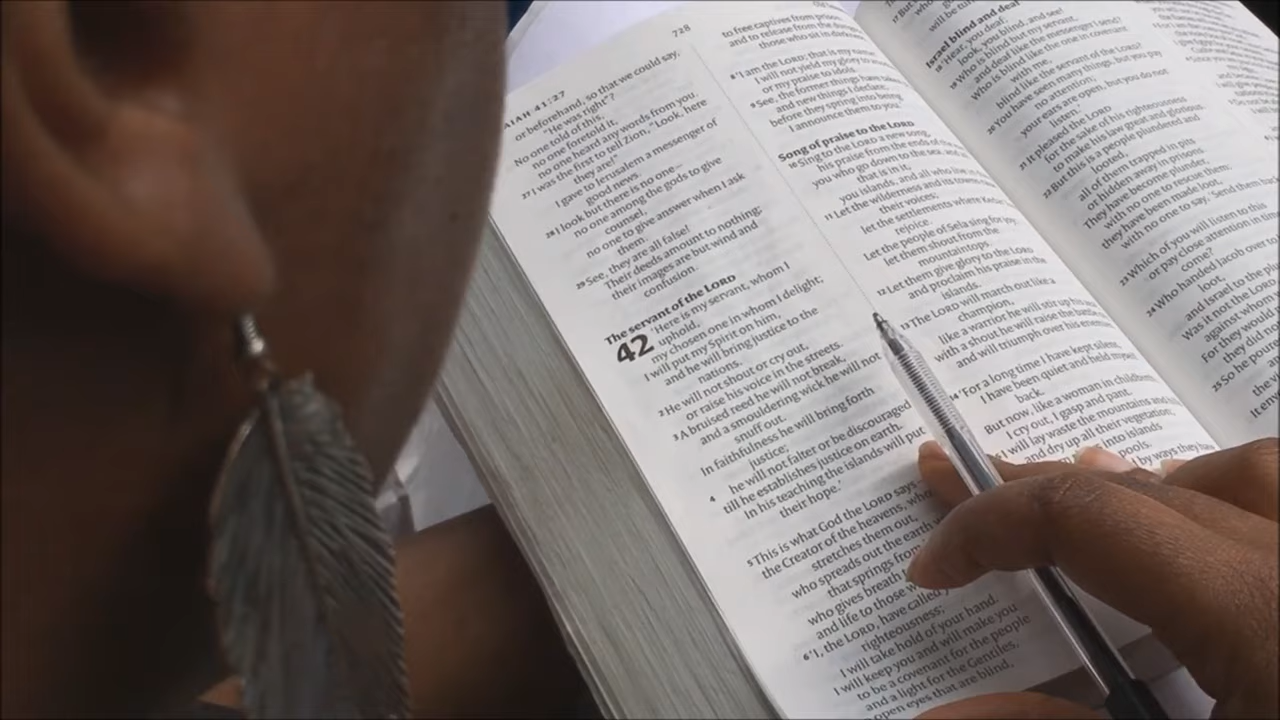 728
AIAH 41:27
or beforehand, so that we could say,
“He was right”?
No one told of this,
no one foretold it,
no one heard any words from you.
27 I was the first to tell Zion, “Look, here
they are!”
I gave to Jerusalem a messenger of
good news.
28 I look but there is no one–
no one among the gods to give
counsel,
no one to give answer when I ask
them.
29 See, they are all false!
Their deeds amount to nothing;
their images are but wind and
confusion.
The servant of the LORD
42 ‘Here is my servant, whom I
uphold,
my chosen one in whom I delight;
I will put my Spirit on him,
and he will bring justice to the
nations.
2 He will not shout or cry out,
or raise his voice in the streets.
3 A bruised reed he will not break,
and a smouldering wick he will not
snuff out.
In faithfulness he will bring forth
justice;
4 he will not falter or be discouraged
till he establishes justice on earth.
In his teaching the islands will put
their hope.’
5 This is what God the LORD says –
the Creator of the heavens, who
stretches them out,
who spreads out the earth
that springs from
who gives breath
and life to those
6 ‘I, the LORD, have called
righteousness;
I will take hold of your hand.
I will keep you and will make you
to be a covenant for the people
and a light for the Gentiles,
open eyes that are blind,
to free captives from prison
and to release from the
those who sit in darkness
8 ‘I am the LORD; that is my name!
I will not yield my glory to
or my praise to idols.
9 See, the former things have taken
and new things I declare;
before they spring into being
I announce them to you.’
Song of praise to the LORD
10 Sing to the LORD a new song,
his praise from the ends of the
you who go down to the sea, and
that is in it,
you islands, and all who live in
11 Let the wilderness and its towns
their voices;
let the settlements where Kedar
rejoice.
Let the people of Sela sing for joy;
let them shout from the
mountaintops.
12 Let them give glory to the LORD
and proclaim his praise in the
islands.
13 The LORD will march out like a
champion,
like a warrior he will stir up his
with a shout he will raise the battle
and will triumph over his enemies
14 ‘For a long time I have kept silent,
I have been quiet and held myself
back.
But now, like a woman in childbirth,
I cry out, I gasp and pant.
I will lay waste the mountains and
and dry up all their vegetation;
into islands
pools.
by ways they have
will be
Israel blind and deaf
18 ‘Hear, you deaf;
look, you blind, and see!
19 Who is blind but my servant,
and deaf like the messenger I send?
Who is blind like the one in covenant
with me,
blind like the servant of the LORD?
20 You have seen many things, but you pay
no attention;
your ears are open, but you do not
listen.’
21 It pleased the LORD
for the sake of his righteousness
to make his law great and glorious.
22 But this is a people plundered and
looted,
all of them trapped in pits
or hidden away in prisons.
They have become plunder,
with no one to rescue them;
they have been made loot,
with no one to say, ‘Send them back.’
23 Which of you will listen to this
or pay close attention in time
come?
24 Who handed Jacob over to
and Israel to the
Was it not the LORD,
against whom
For they would
they did not
25 So he poured
the